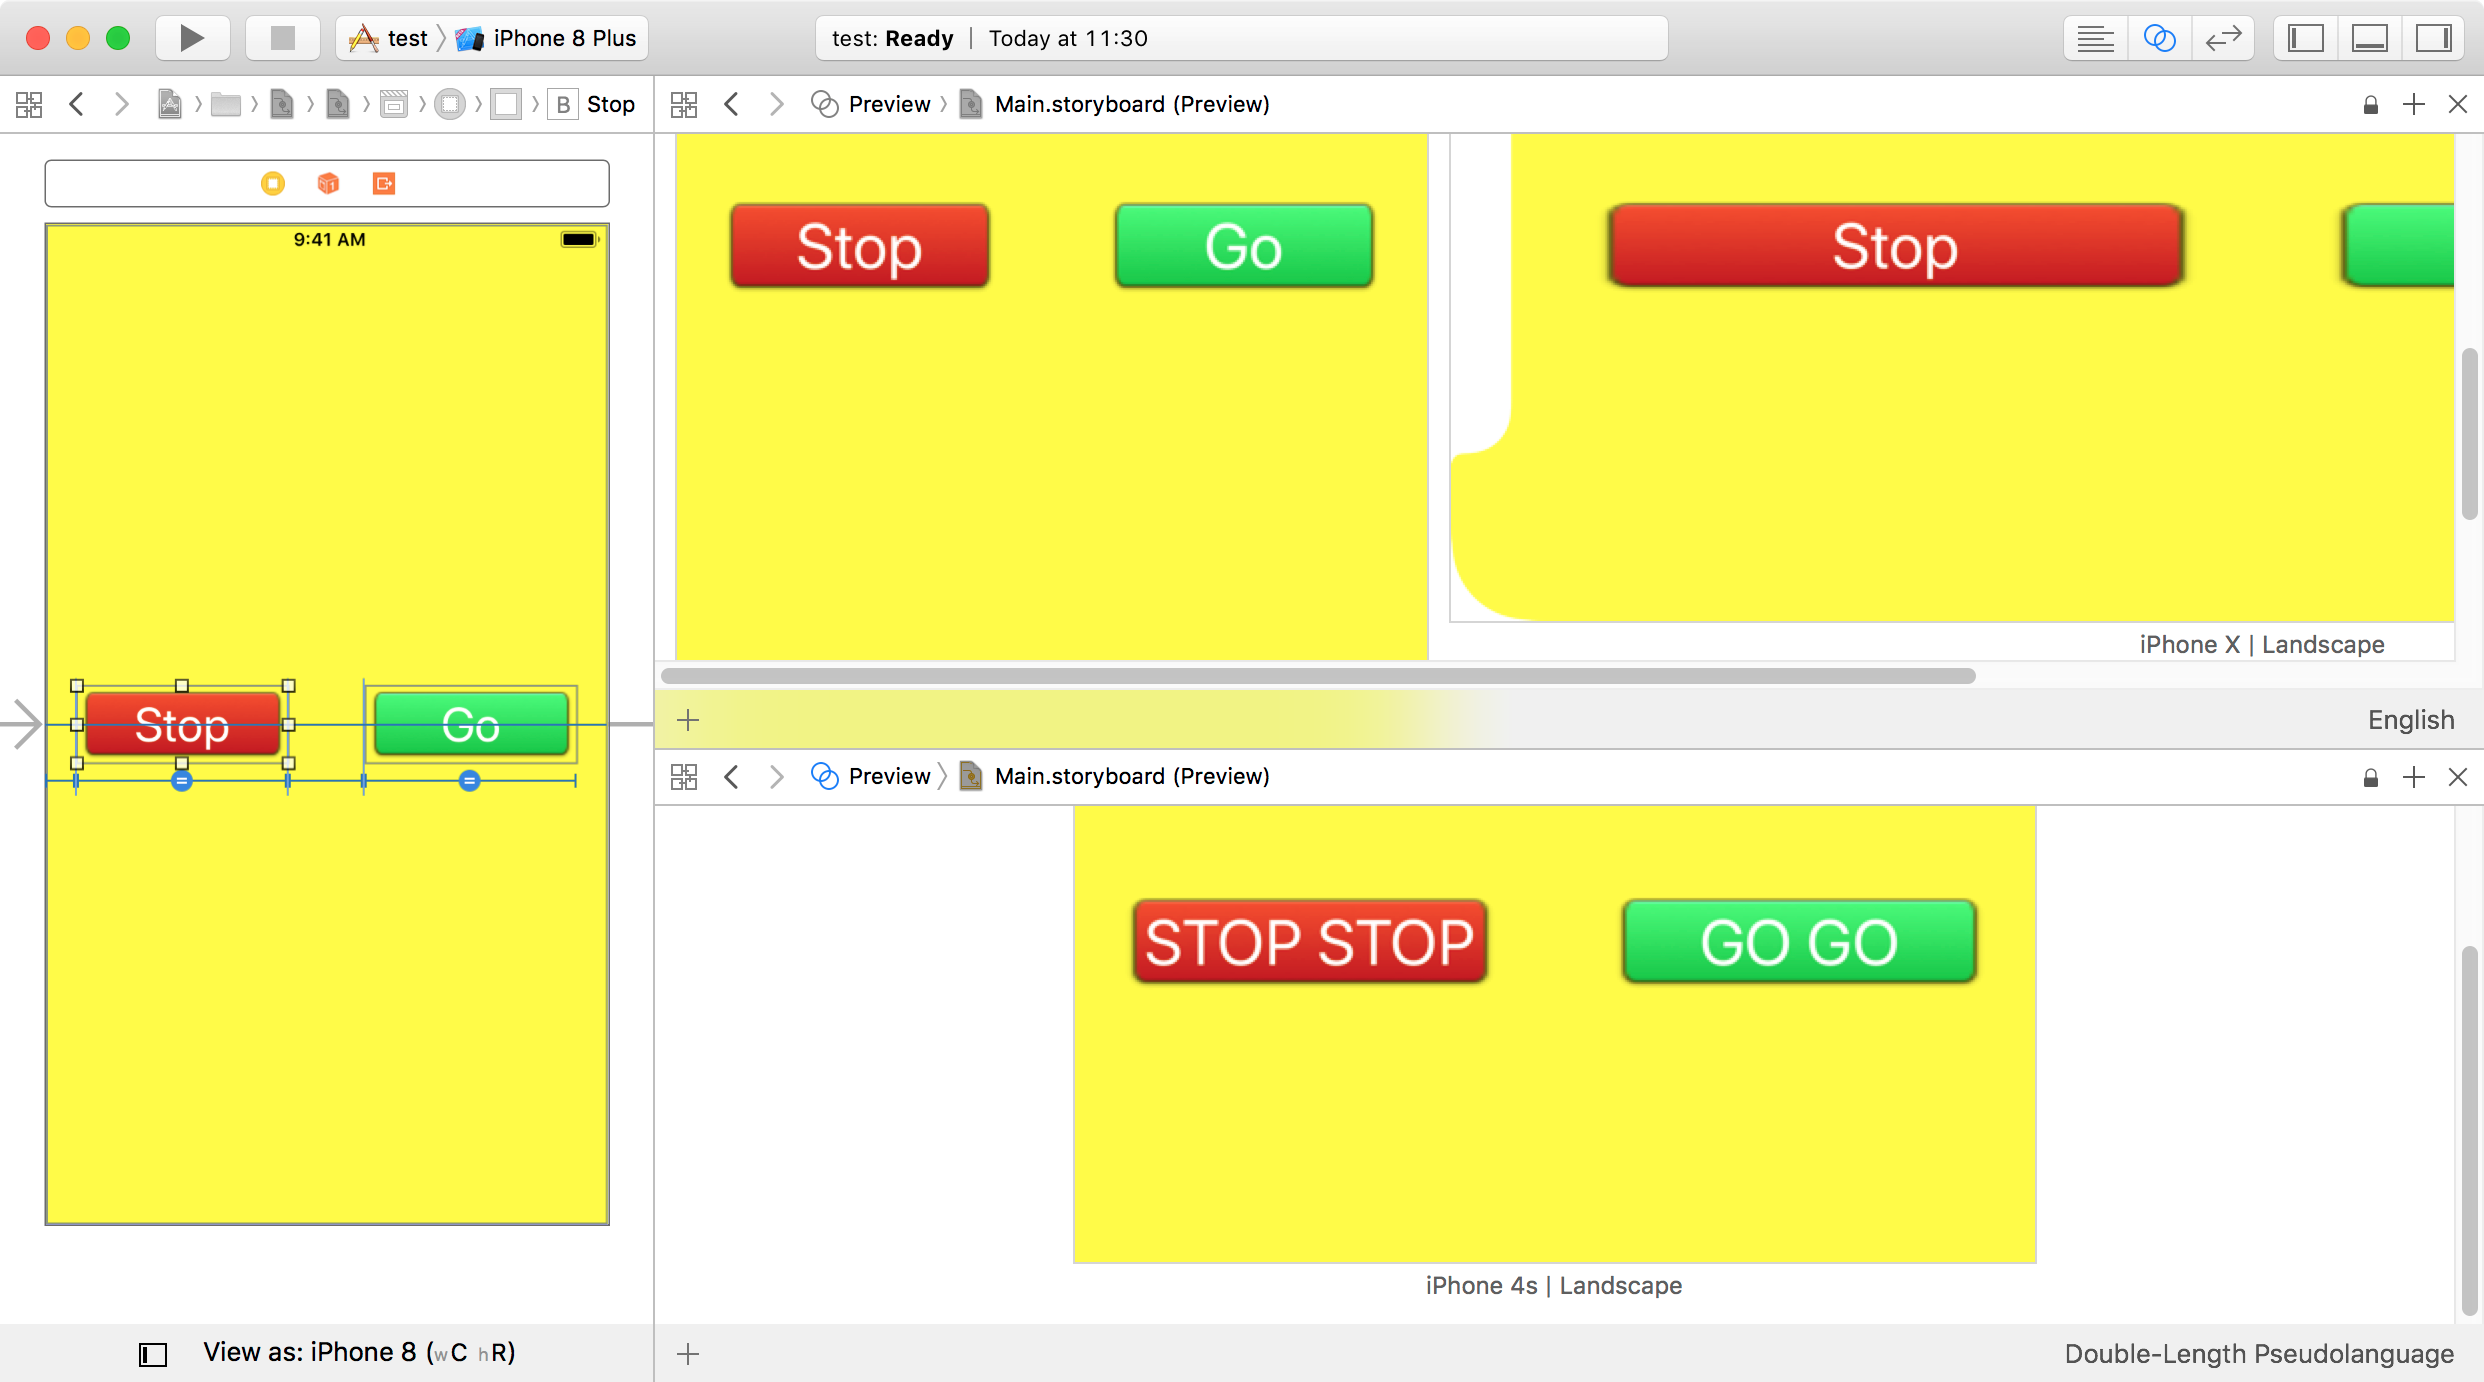 test iPhone 8 Plus
test: Ready | Today at 11:30
B Stop
Preview Main.storyboard (Preview)
9:41 AM
Stop Go
Stop Go
Stop
iPhone X | Landscape
English
Preview Main.storyboard (Preview)
STOP STOP GO GO
iPhone 4s | Landscape
View as: iPhone 8 (wC hR)
Double-Length Pseudolanguage